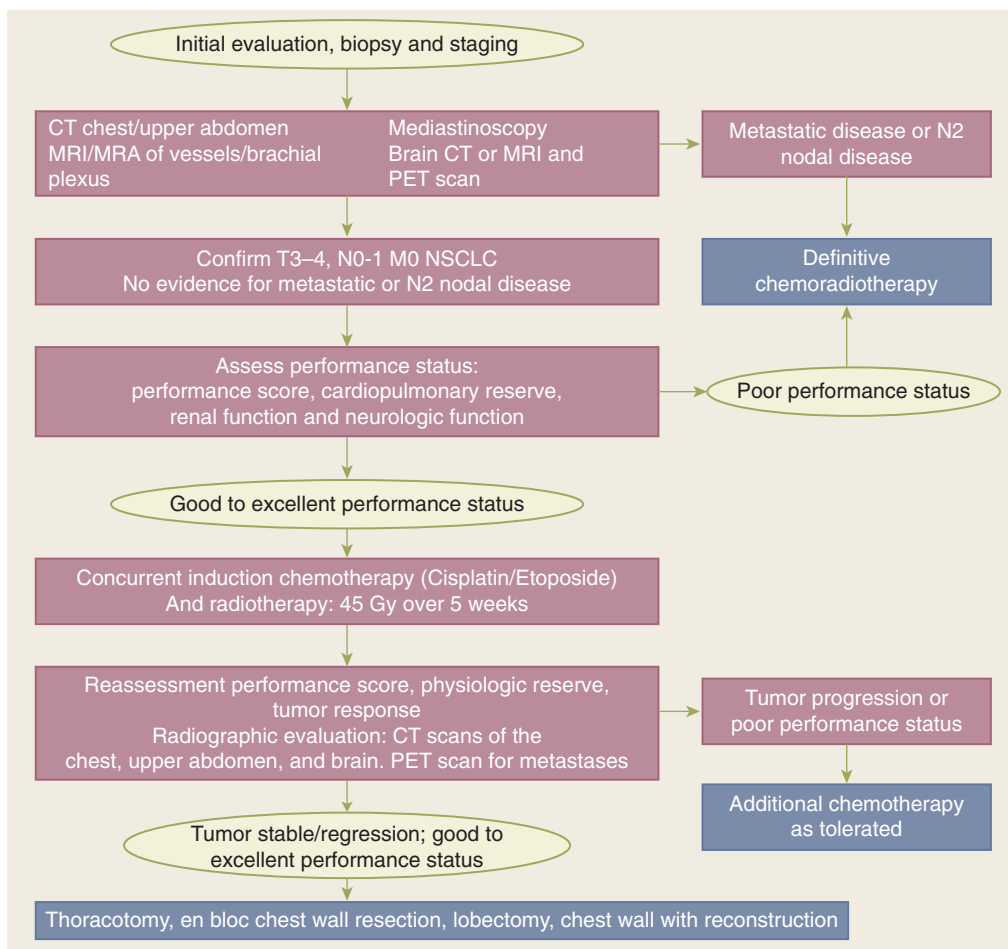 Initial evaluation, biopsy and staging
CT chest/upper abdomen
MRI/MRA of vessels/brachial
plexus
Mediastinoscopy
Brain CT or MRI and
PET scan
Metastatic disease or N2
nodal disease
Confirm T3–4, N0-1 M0 NSCLC
No evidence for metastatic or N2 nodal disease
Definitive
chemoradiotherapy
Assess performance status:
performance score, cardiopulmonary reserve,
renal function and neurologic function
Poor performance status
Good to excellent performance status
Concurrent induction chemotherapy (Cisplatin/Etoposide)
And radiotherapy: 45 Gy over 5 weeks
Reassessment performance score, physiologic reserve,
tumor response
Radiographic evaluation: CT scans of the
chest, upper abdomen, and brain. PET scan for metastases
Tumor progression or
poor performance status
Additional chemotherapy
as tolerated
Tumor stable/regression; good to
excellent performance status
Thoracotomy, en bloc chest wall resection, lobectomy, chest wall with reconstruction